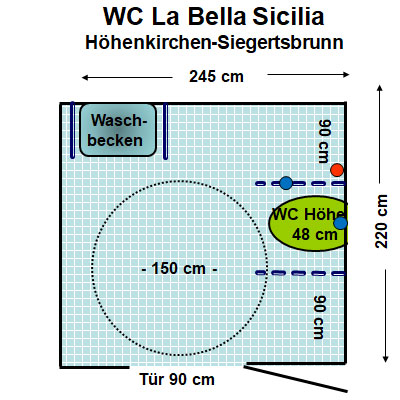 WC La Bella Sicilia
Höhenkirchen-Siegertsbrunn
245 cm
Wasch-
becken
90 cm
WC Höhe
48 cm
220 cm
- 150 cm -
90 cm
Tür 90 cm